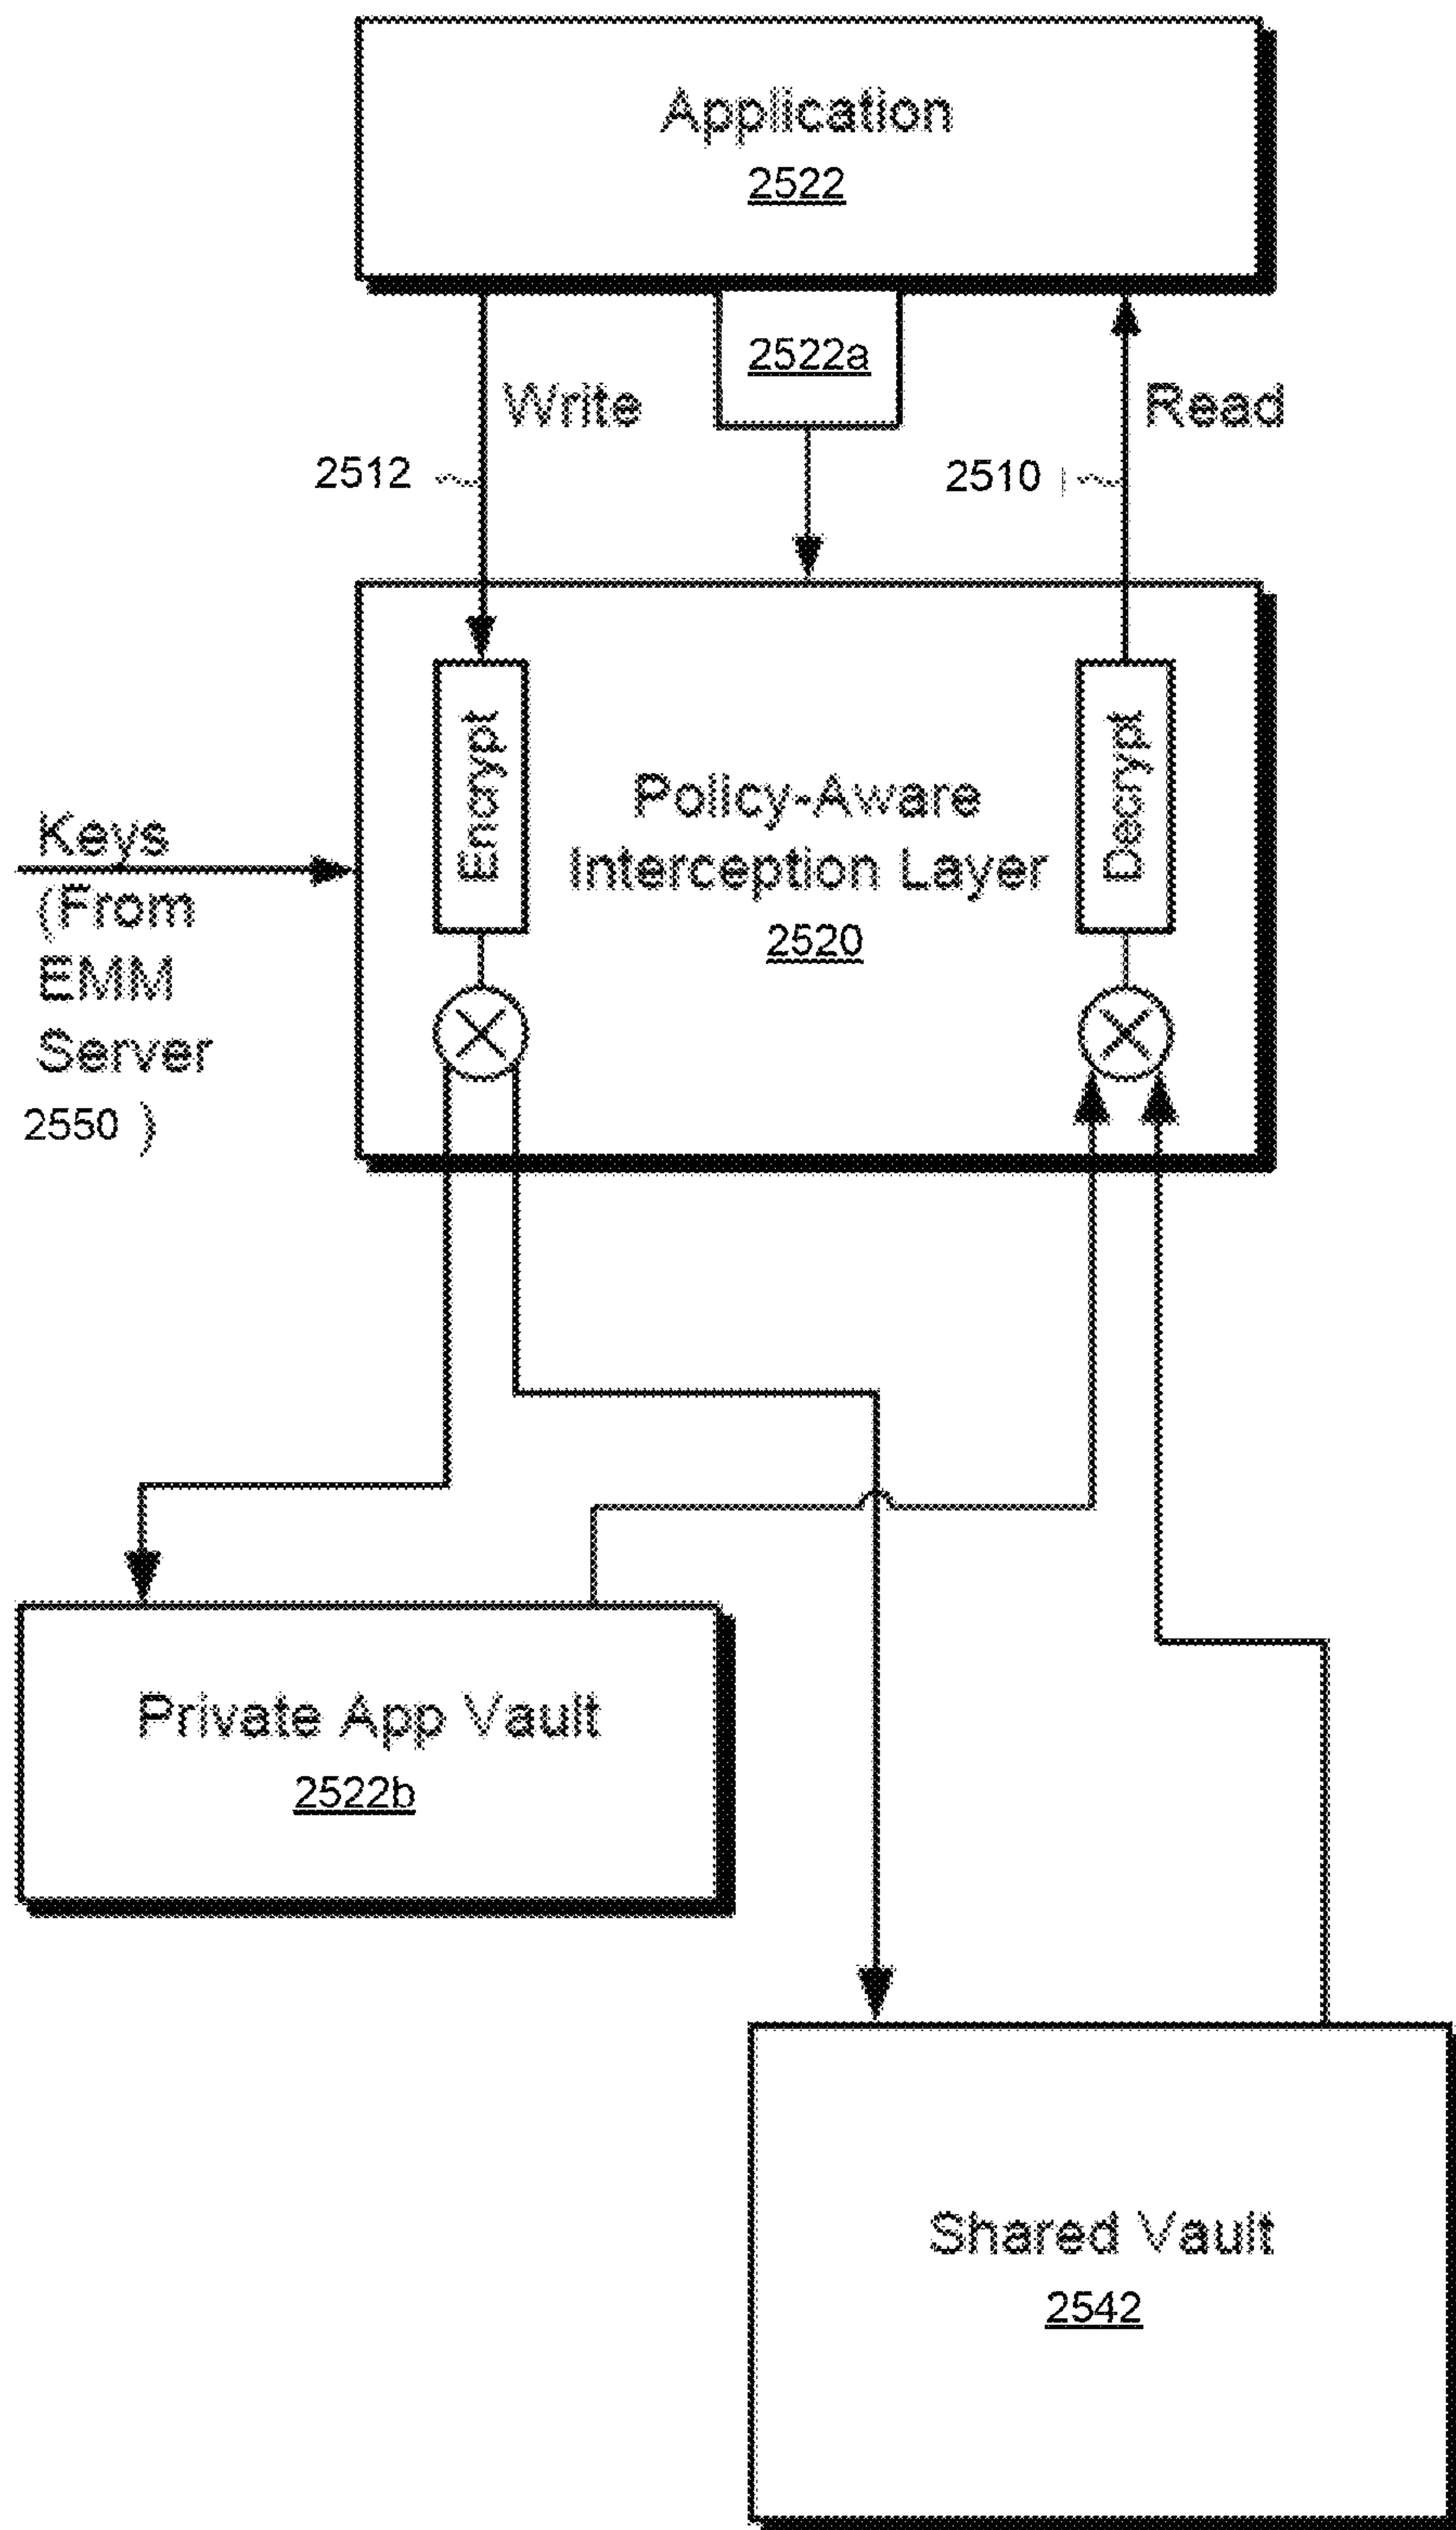 Application
2522
2522a
Write
Read
2512
2510
Encrypt
Decrypt
Policy-Aware
Interception Layer
2520
Keys
(From
EMM
Server
2550 )
Private App Vault
2522b
Shared Vault
2542